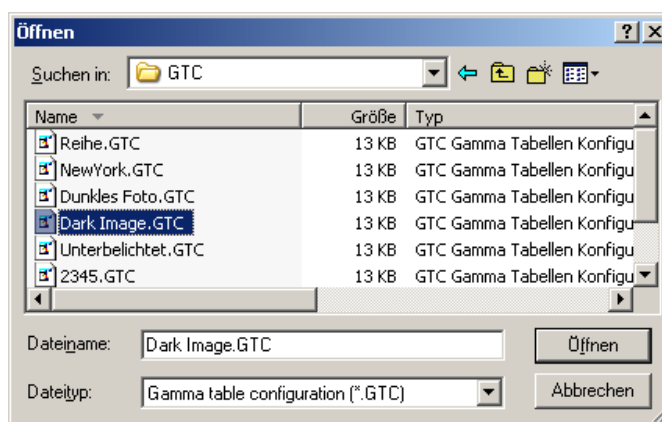 Öffnen
Suchen in: GTC
Name Größe Typ
Reihe.GTC 13 KB GTC Gamma Tabellen Konfigu
NewYork.GTC 13 KB GTC Gamma Tabellen Konfigu
Dunkles Foto.GTC 13 KB GTC Gamma Tabellen Konfigu
Dark Image.GTC 13 KB GTC Gamma Tabellen Konfigu
Unterbelichtet.GTC 13 KB GTC Gamma Tabellen Konfigu
2345.GTC 13 KB GTC Gamma Tabellen Konfigu
Dateiname: Dark Image.GTC Öffnen
Dateityp: Gamma table configuration (*.GTC) Abbrechen